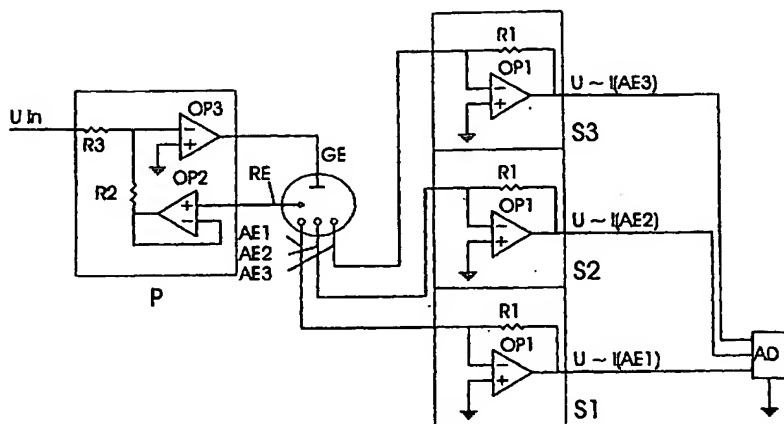 R1
OP1
U ~ I(AE3)
S3
U In
OP3
R3
GE
R2
OP2
RE
R1
OP1
U ~ I(AE2)
S2
AE1
AE2
AE3
P
R1
OP1
U ~ I(AE1)
AD
S1